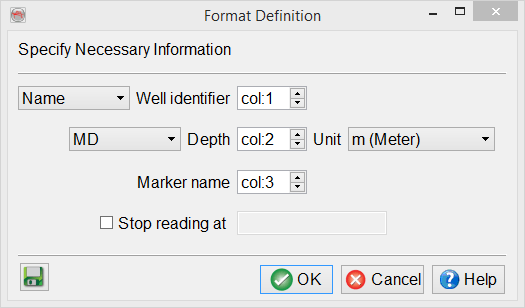 Format Definition
Specify Necessary Information
Name Well identifier col:1
MD Depth col:2 Unit m (Meter)
Marker name col:3
Stop reading at
OK Cancel Help